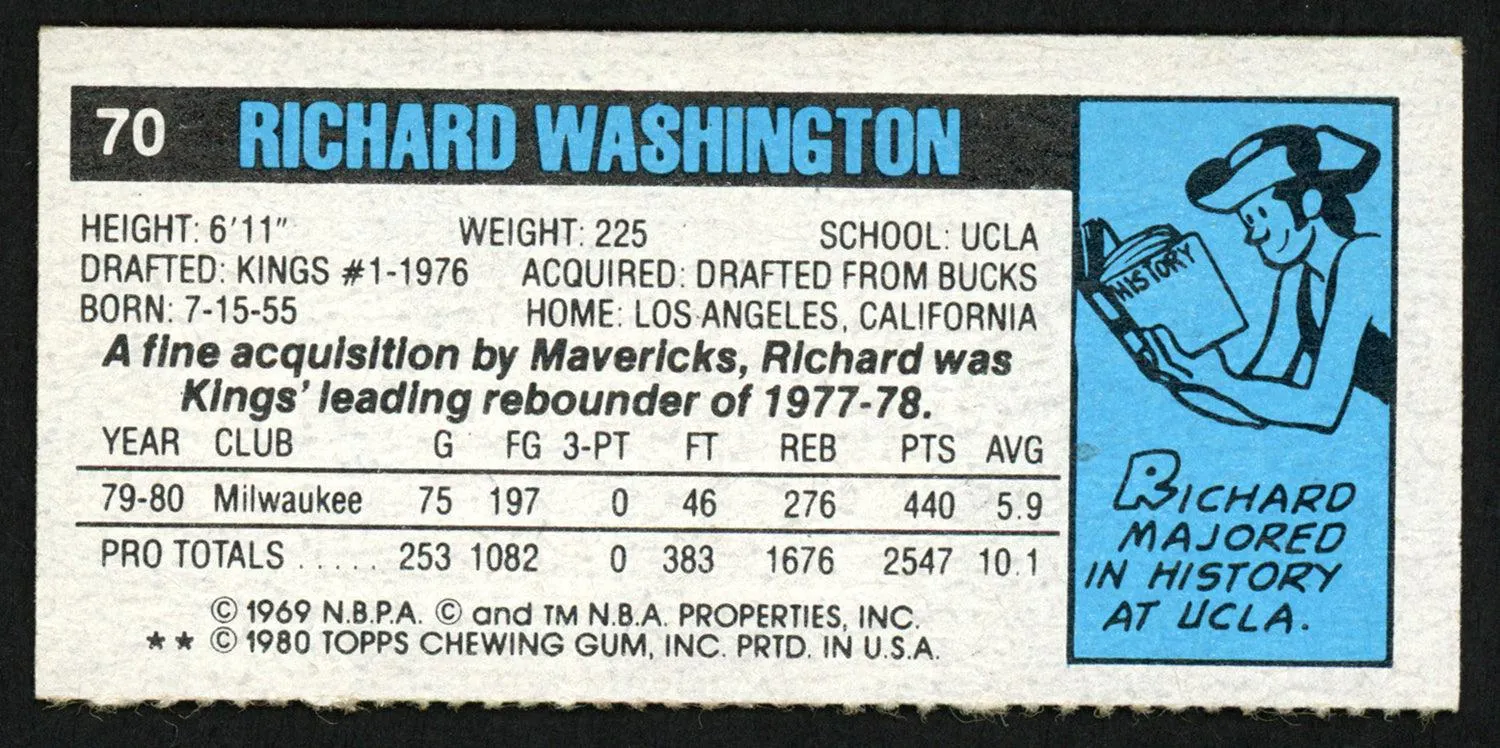 70 RICHARD WASHINGTON
HEIGHT: 6'11" WEIGHT: 225 SCHOOL: UCLA
DRAFTED: KINGS #1-1976 ACQUIRED: DRAFTED FROM BUCKS
BORN: 7-15-55 HOME: LOS ANGELES, CALIFORNIA
A fine acquisition by Mavericks, Richard was
Kings' leading rebounder of 1977-78.
YEAR CLUB G FG 3-PT FT REB PTS AVG
79-80 Milwaukee 75 197 0 46 276 440 5.9
PRO TOTALS ..... 253 1082 0 383 1676 2547 10.1
© 1969 N.B.P.A. © and TM N.B.A. PROPERTIES, INC.
** © 1980 TOPPS CHEWING GUM, INC. PRTD. IN U.S.A.
HISTORY
RICHARD
MAJORED
IN HISTORY
AT UCLA.